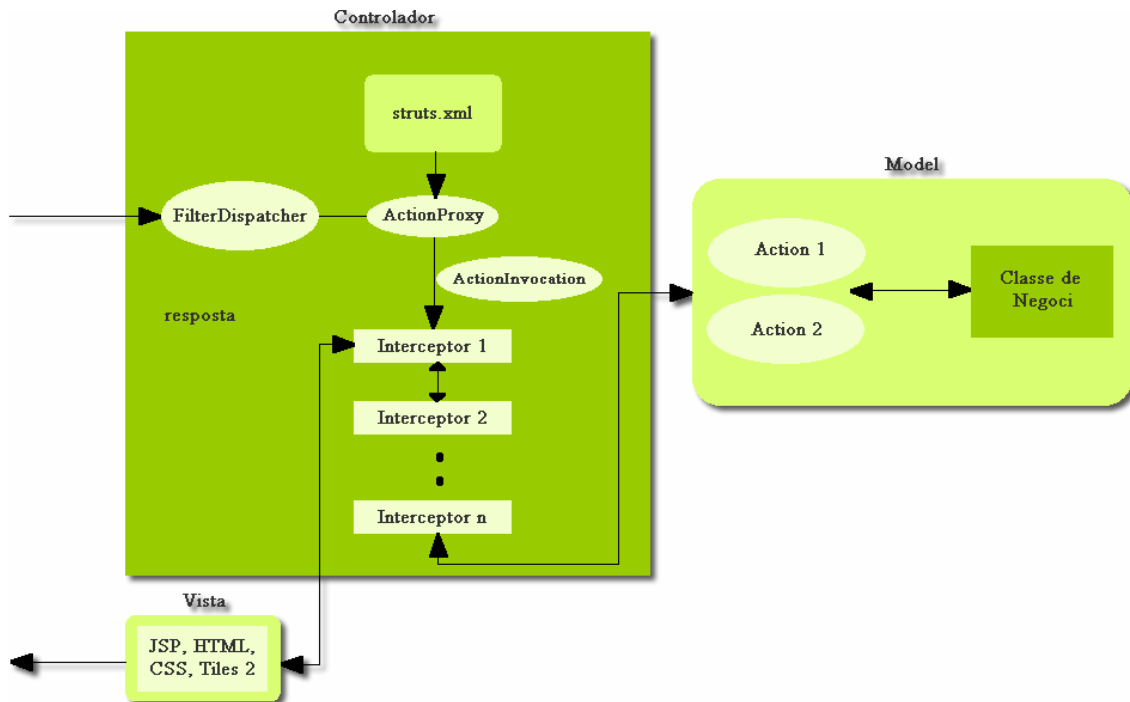 Controlador
struts.xml
Model
FilterDispatcher
ActionProxy
Action 1
ActionInvocation
Classe de
Negoci
resposta
Action 2
Interceptor 1
Interceptor 2
Interceptor n
Vista
JSP, HTML,
CSS, Tiles 2